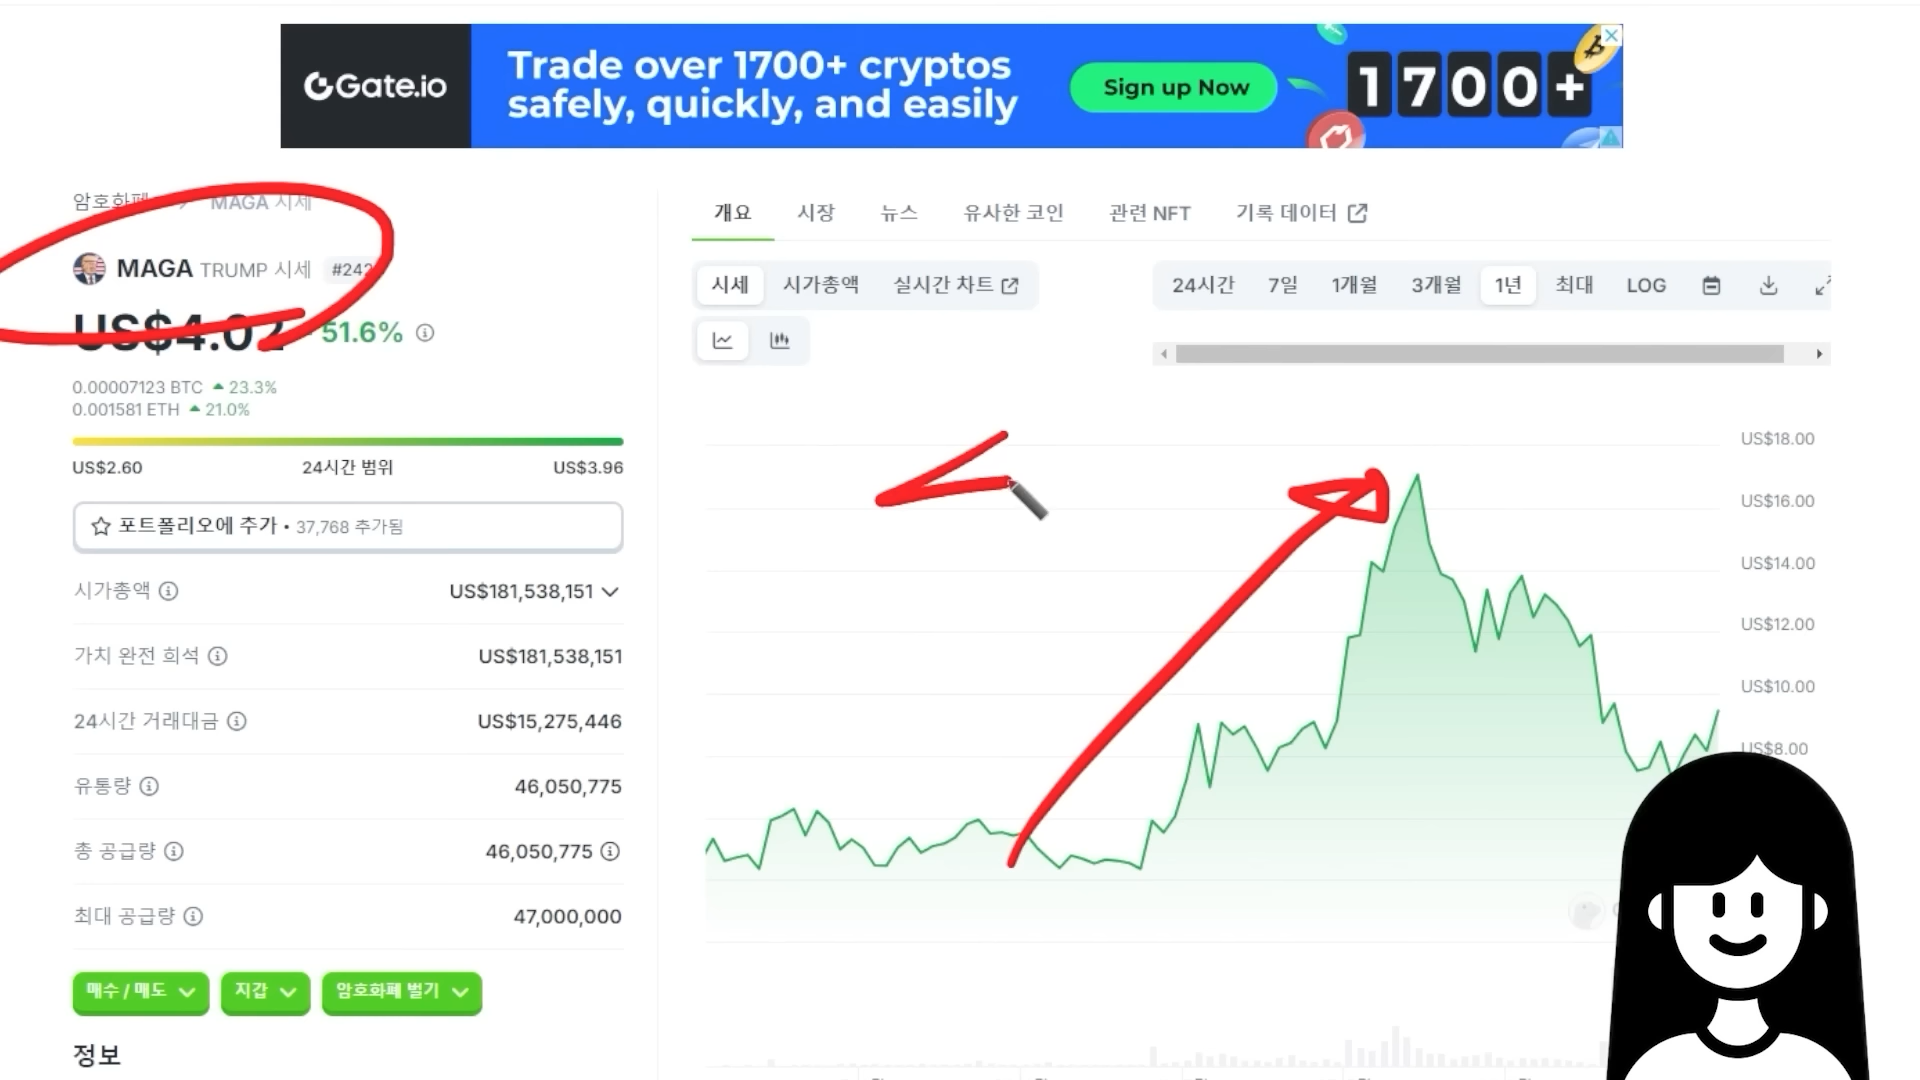 Gate.io
Trade over 1700+ cryptos
safely, quickly, and easily
Sign up Now
1700+
암호화폐
MAGA 시세
MAGA TRUMP 시세 #242
US$4.02 51.6%
0.00007123 BTC 23.3%
0.001581 ETH 21.0%
US$2.60 24시간 범위 US$3.96
포트폴리오에 추가 • 37,768 추가됨
시가총액 US$181,538,151
가치 완전 희석 US$181,538,151
24시간 거래대금 US$15,275,446
유통량 46,050,775
총 공급량 46,050,775
최대 공급량 47,000,000
매수 / 매도 지갑 암호화폐 벌기
정보
개요 시장 뉴스 유사한 코인 관련 NFT 기록 데이터
시세 시가총액 실시간 차트
24시간 7일 1개월 3개월 1년 최대 LOG
US$18.00
US$16.00
US$14.00
US$12.00
US$10.00
US$8.00